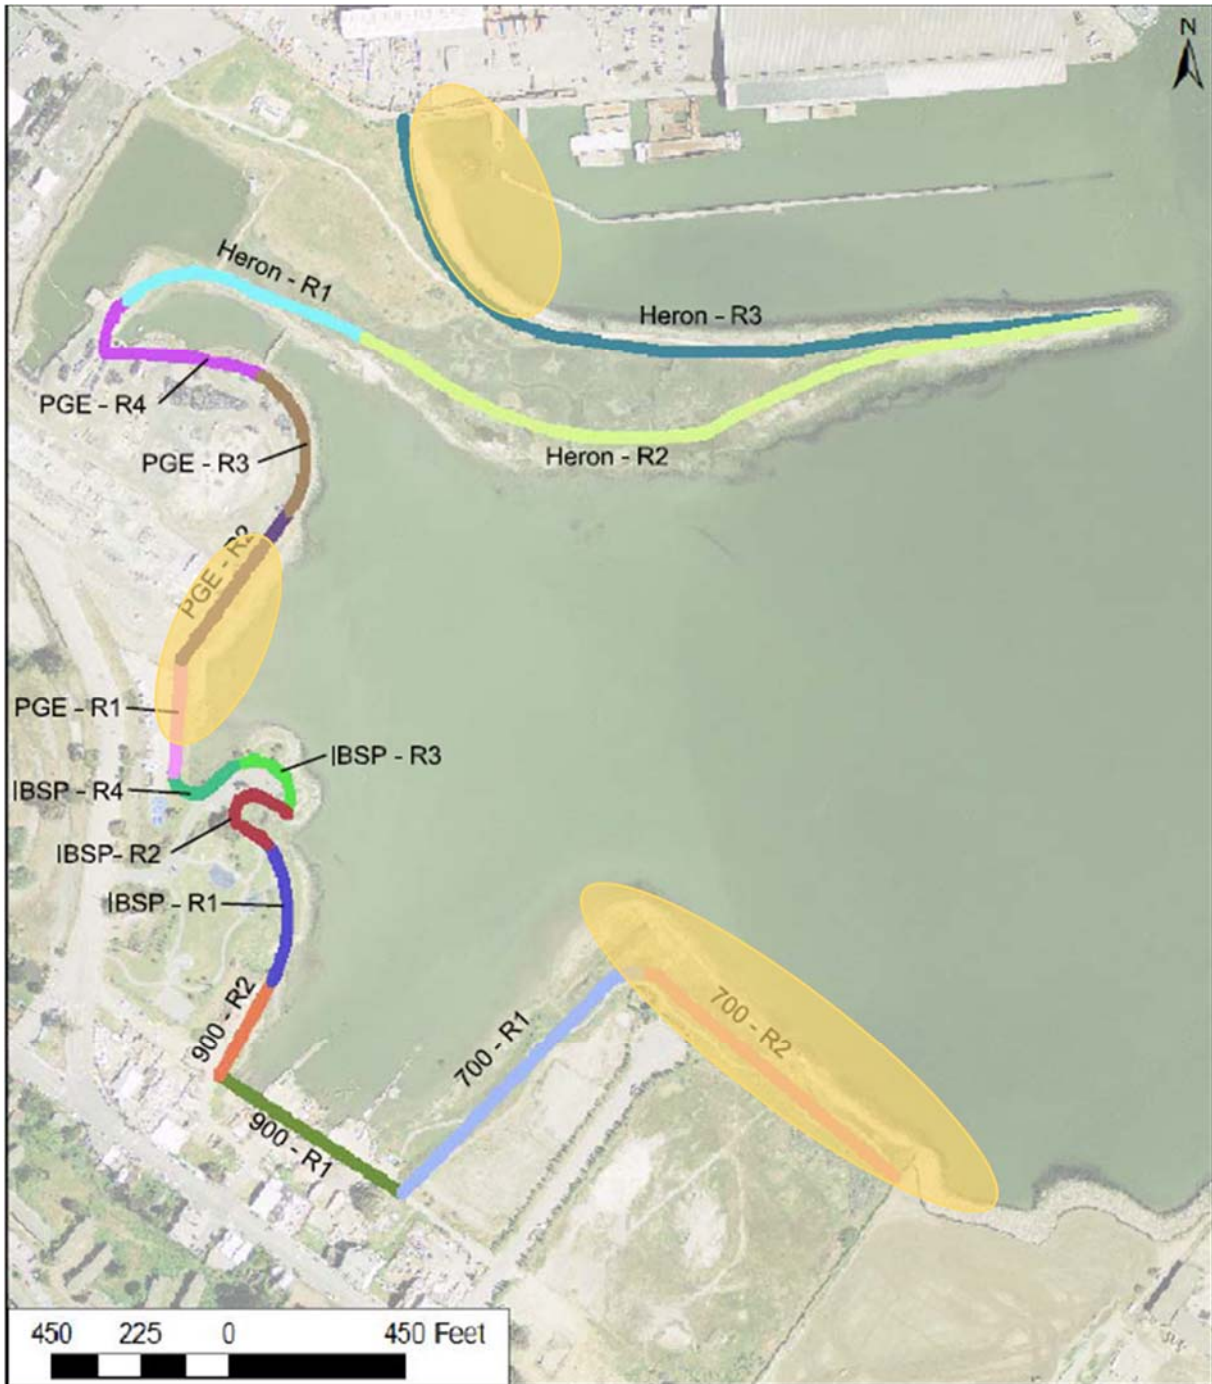 N
Heron - R1
Heron - R3
PGE - R4
Heron - R2
PGE - R3
PGE - R2
PGE - R1
IBSP - R3
IBSP - R4
IBSP- R2
IBSP - R1
900 - R2
700 - R1
700 - R2
900 - R1
450 225 0 450 Feet